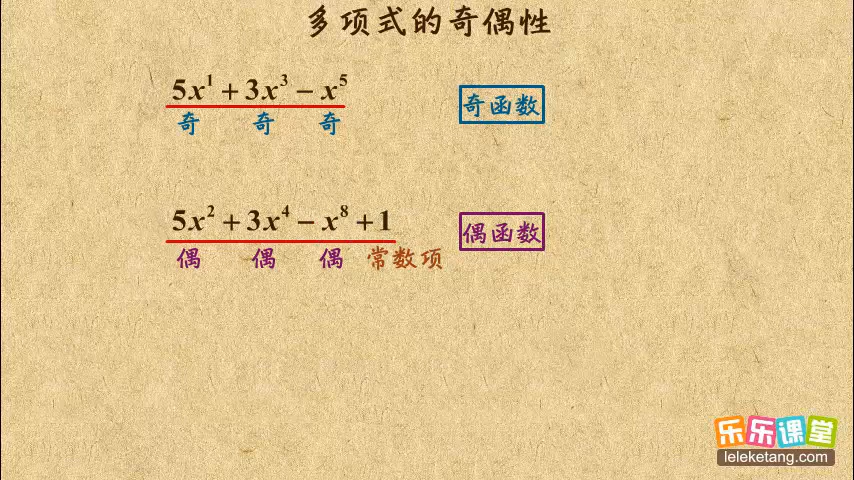 多项式的奇偶性
5x¹ + 3x³ − x⁵
奇函数
奇 奇 奇
5x² + 3x⁴ − x⁸ + 1
偶函数
偶 偶 偶 常数项
乐乐课堂
leleketang.com